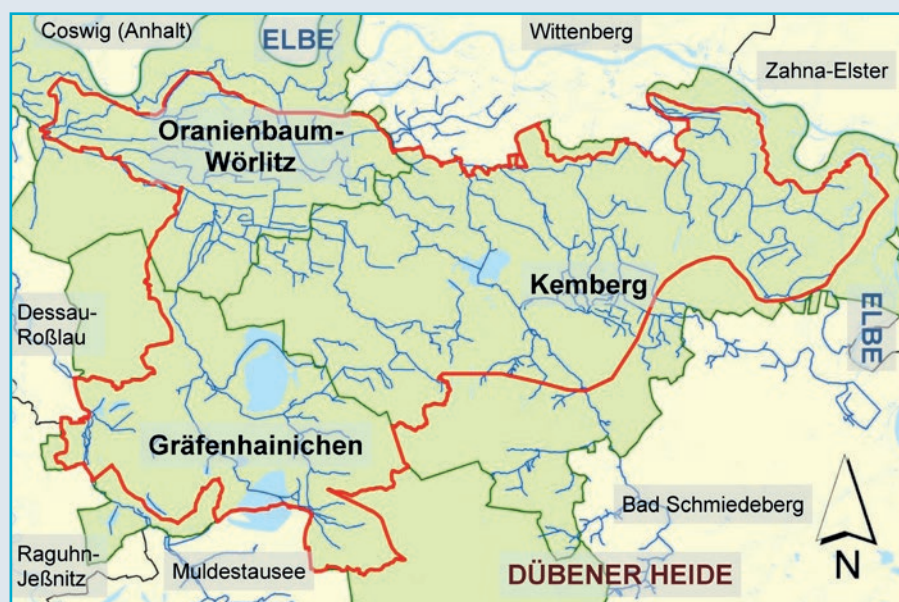 Coswig (Anhalt)
ELBE
Wittenberg
Zahna-Elster
Oranienbaum-
Wörlitz
Kemberg
Dessau-
Roßlau
ELBE
Gräfenhainichen
Bad Schmiedeberg
Raguhn-
Jeßnitz
Muldestausee
DÜBENER HEIDE
N